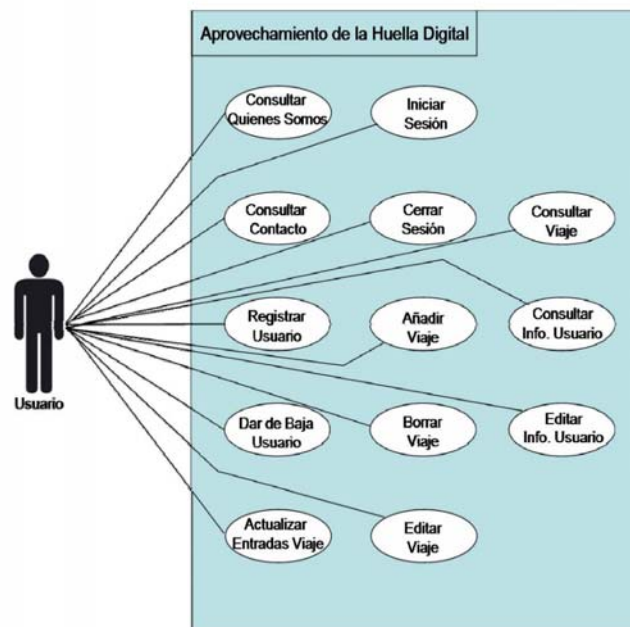 Aprovechamiento de la Huella Digital
Consultar
Quienes Somos
Iniciar
Sesión
Consultar
Contacto
Cerrar
Sesión
Consultar
Viaje
Usuario
Registrar
Usuario
Añadir
Viaje
Consultar
Info. Usuario
Dar de Baja
Usuario
Borrar
Viaje
Editar
Info. Usuario
Actualizar
Entradas Viaje
Editar
Viaje